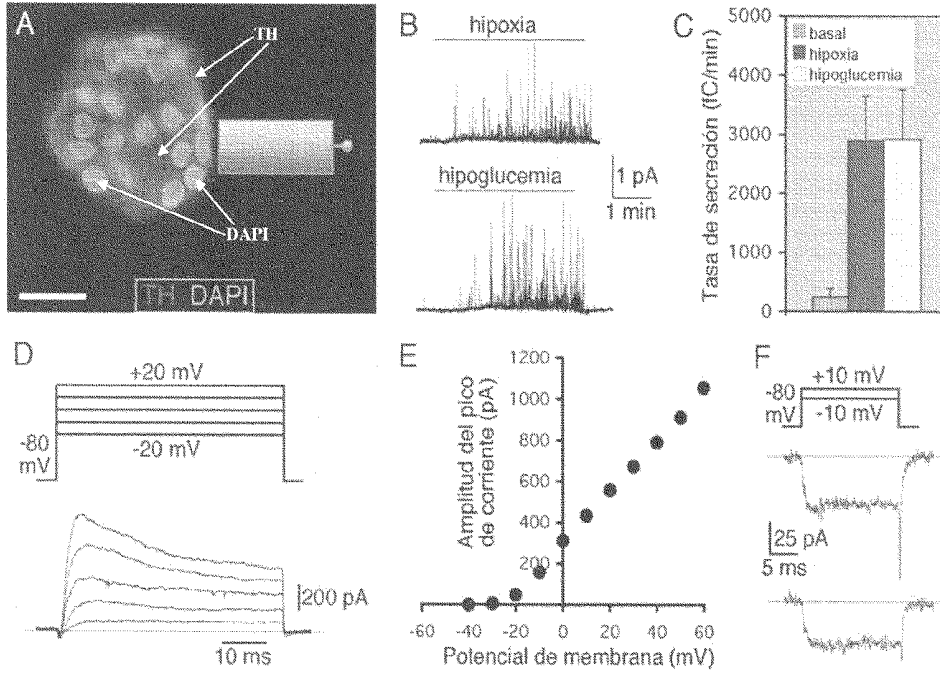 A
TH
DAPI
TH DAPI
B
hipoxia
1 pA
1 min
hipoglucemia
C
Tasa de secreción (fC/min)
5000
4000
3000
2000
1000
0
basal
hipoxia
hipoglucemia
D
+20 mV
-80
mV
-20 mV
200 pA
10 ms
E
Amplitud del pico
de corriente (pA)
1200
1000
800
600
400
200
-60 -40 -20 0 20 40 60
Potencial de membrana (mV)
F
+10 mV
-80
mV
-10 mV
25 pA
5 ms